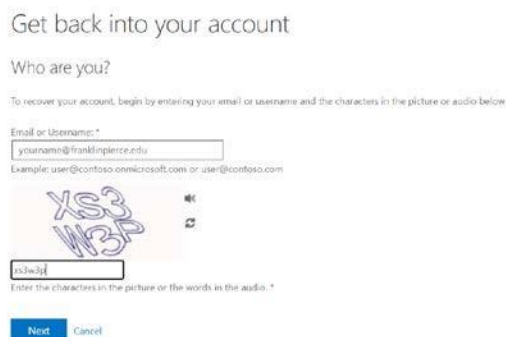 Get back into your account
Who are you?
To recover your account, begin by entering your email or username and the characters in the picture or audio below
Email or Username: *
yourname@franklinpierce.edu
Example: user@contoso.onmicrosoft.com or user@contoso.com
XS3
W3P
xs3w3p
Enter the characters in the picture or the words in the audio. *
Next Cancel